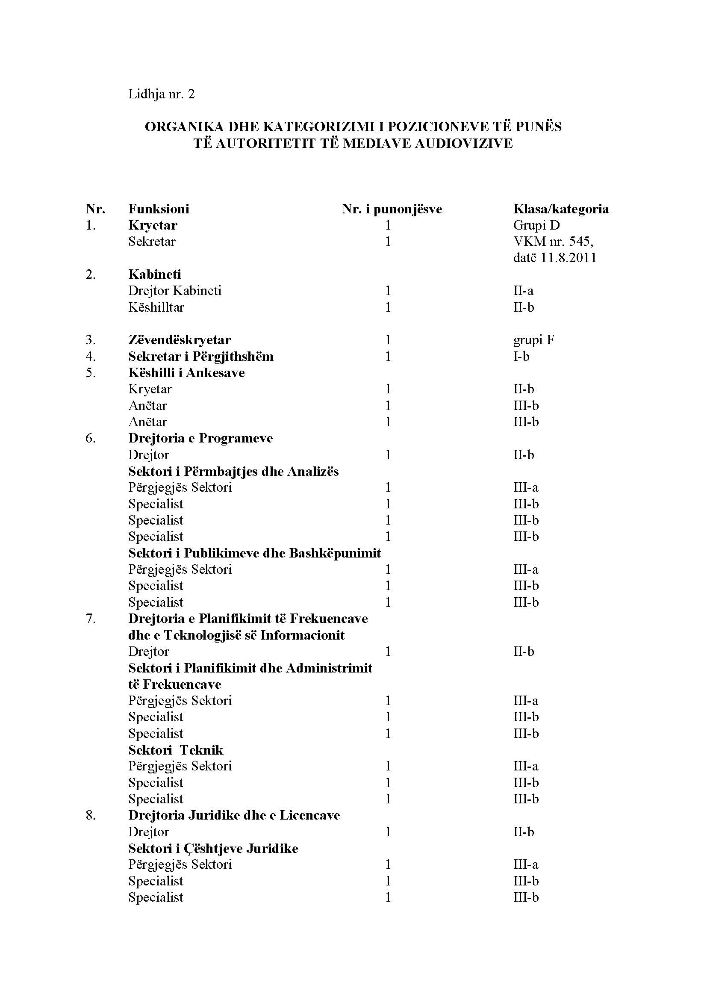 Lidhja nr. 2
ORGANIKA DHE KATEGORIZIMI I POZICIONEVE TË PUNËS
TË AUTORITETIT TË MEDIAVE AUDIOVIZIVE
Nr. Funksioni Nr. i punonjësve Klasa/kategoria
1. Kryetar 1 Grupi D
Sekretar 1 VKM nr. 545,
datë 11.8.2011
2. Kabineti
Drejtor Kabineti 1 II-a
Këshilltar 1 II-b
3. Zëvendëskryetar 1 grupi F
4. Sekretar i Përgjithshëm 1 I-b
5. Këshilli i Ankesave
Kryetar 1 II-b
Anëtar 1 III-b
Anëtar 1 III-b
6. Drejtoria e Programeve
Drejtor 1 II-b
Sektori i Përmbajtjes dhe Analizës
Përgjegjës Sektori 1 III-a
Specialist 1 III-b
Specialist 1 III-b
Specialist 1 III-b
Sektori i Publikimeve dhe Bashkëpunimit
Përgjegjës Sektori 1 III-a
Specialist 1 III-b
Specialist 1 III-b
7. Drejtoria e Planifikimit të Frekuencave
dhe e Teknologjisë së Informacionit
Drejtor 1 II-b
Sektori i Planifikimit dhe Administrimit
të Frekuencave
Përgjegjës Sektori 1 III-a
Specialist 1 III-b
Specialist 1 III-b
Sektori Teknik
Përgjegjës Sektori 1 III-a
Specialist 1 III-b
Specialist 1 III-b
8. Drejtoria Juridike dhe e Licencave
Drejtor 1 II-b
Sektori i Çështjeve Juridike
Përgjegjës Sektori 1 III-a
Specialist 1 III-b
Specialist 1 III-b